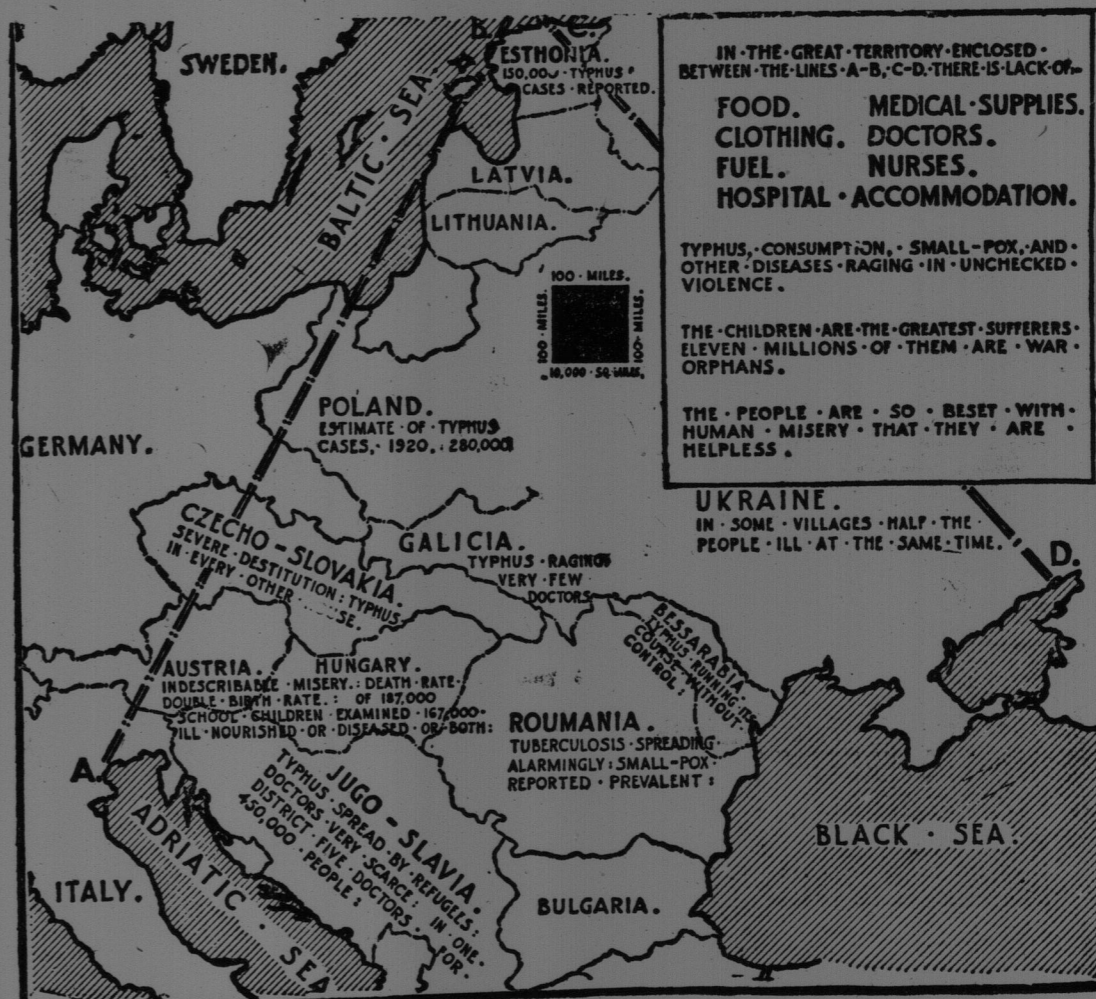 SWEDEN.
BALTIC · SEA.
C.
ESTHONIA.
150,000 · TYPHUS ·
CASES · REPORTED.
LATVIA.
LITHUANIA.
IN · THE · GREAT · TERRITORY · ENCLOSED ·
BETWEEN · THE · LINES · A-B, · C-D. THERE · IS · LACK · OF:-
FOOD. MEDICAL · SUPPLIES.
CLOTHING. DOCTORS.
FUEL. NURSES.
HOSPITAL · ACCOMMODATION.
TYPHUS, · CONSUMPTION, · SMALL-POX, · AND ·
OTHER · DISEASES · RAGING · IN · UNCHECKED ·
VIOLENCE.
THE · CHILDREN · ARE · THE · GREATEST · SUFFERERS ·
ELEVEN · MILLIONS · OF · THEM · ARE · WAR ·
ORPHANS.
THE · PEOPLE · ARE · SO · BESET · WITH ·
HUMAN · MISERY · THAT · THEY · ARE ·
HELPLESS.
100 · MILES.
100 · MILES.
100 · MILES.
10,000 · SQ · MILES.
GERMANY.
POLAND.
ESTIMATE · OF · TYPHUS
CASES, · 1920, : 280,000
CZECHO-SLOVAKIA.
SEVERE · DESTITUTION : TYPHUS
IN · EVERY · OTHER
GALICIA.
TYPHUS · RAGING
VERY · FEW ·
DOCTORS
UKRAINE.
IN · SOME · VILLAGES · HALF · THE ·
PEOPLE · ILL · AT · THE · SAME · TIME.
D.
BESSARABIA.
TYPHUS · RUNNING · ITS
COURSE · WITHOUT
CONTROL :
AUSTRIA. HUNGARY.
INDESCRIBABLE · MISERY. : DEATH · RATE ·
DOUBLE · BIRTH · RATE. : OF 187,000
SCHOOL · CHILDREN · EXAMINED · 167,000 ·
ILL · NOURISHED · OR · DISEASED · OR · BOTH :
ROUMANIA.
TUBERCULOSIS · SPREADING ·
ALARMINGLY : SMALL-POX ·
REPORTED · PREVALENT :
A.
JUGO-SLAVIA.
TYPHUS · SPREAD · BY · REFUGEES :
DOCTORS · VERY · SCARCE : IN · ONE ·
DISTRICT · FIVE · DOCTORS · FOR ·
450,000 · PEOPLE :
ADRIATIC · SEA
ITALY.
BULGARIA.
BLACK · SEA.